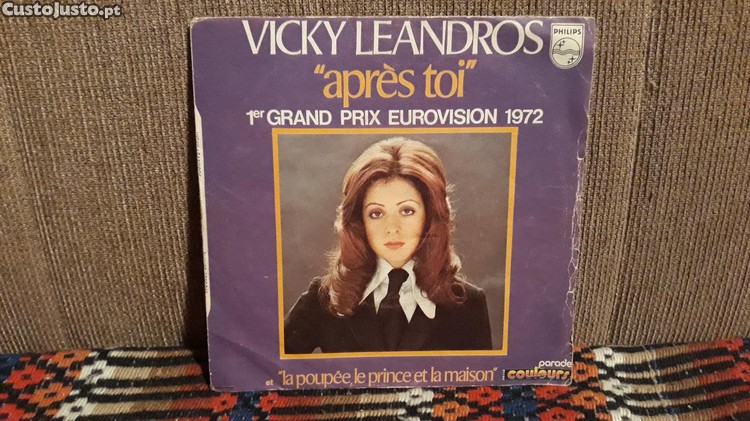 CustoJusto.pt
VICKY LEANDROS
PHILIPS
"après toi"
1er GRAND PRIX EUROVISION 1972
parade
et "la poupée, le prince et la maison"
couleurs